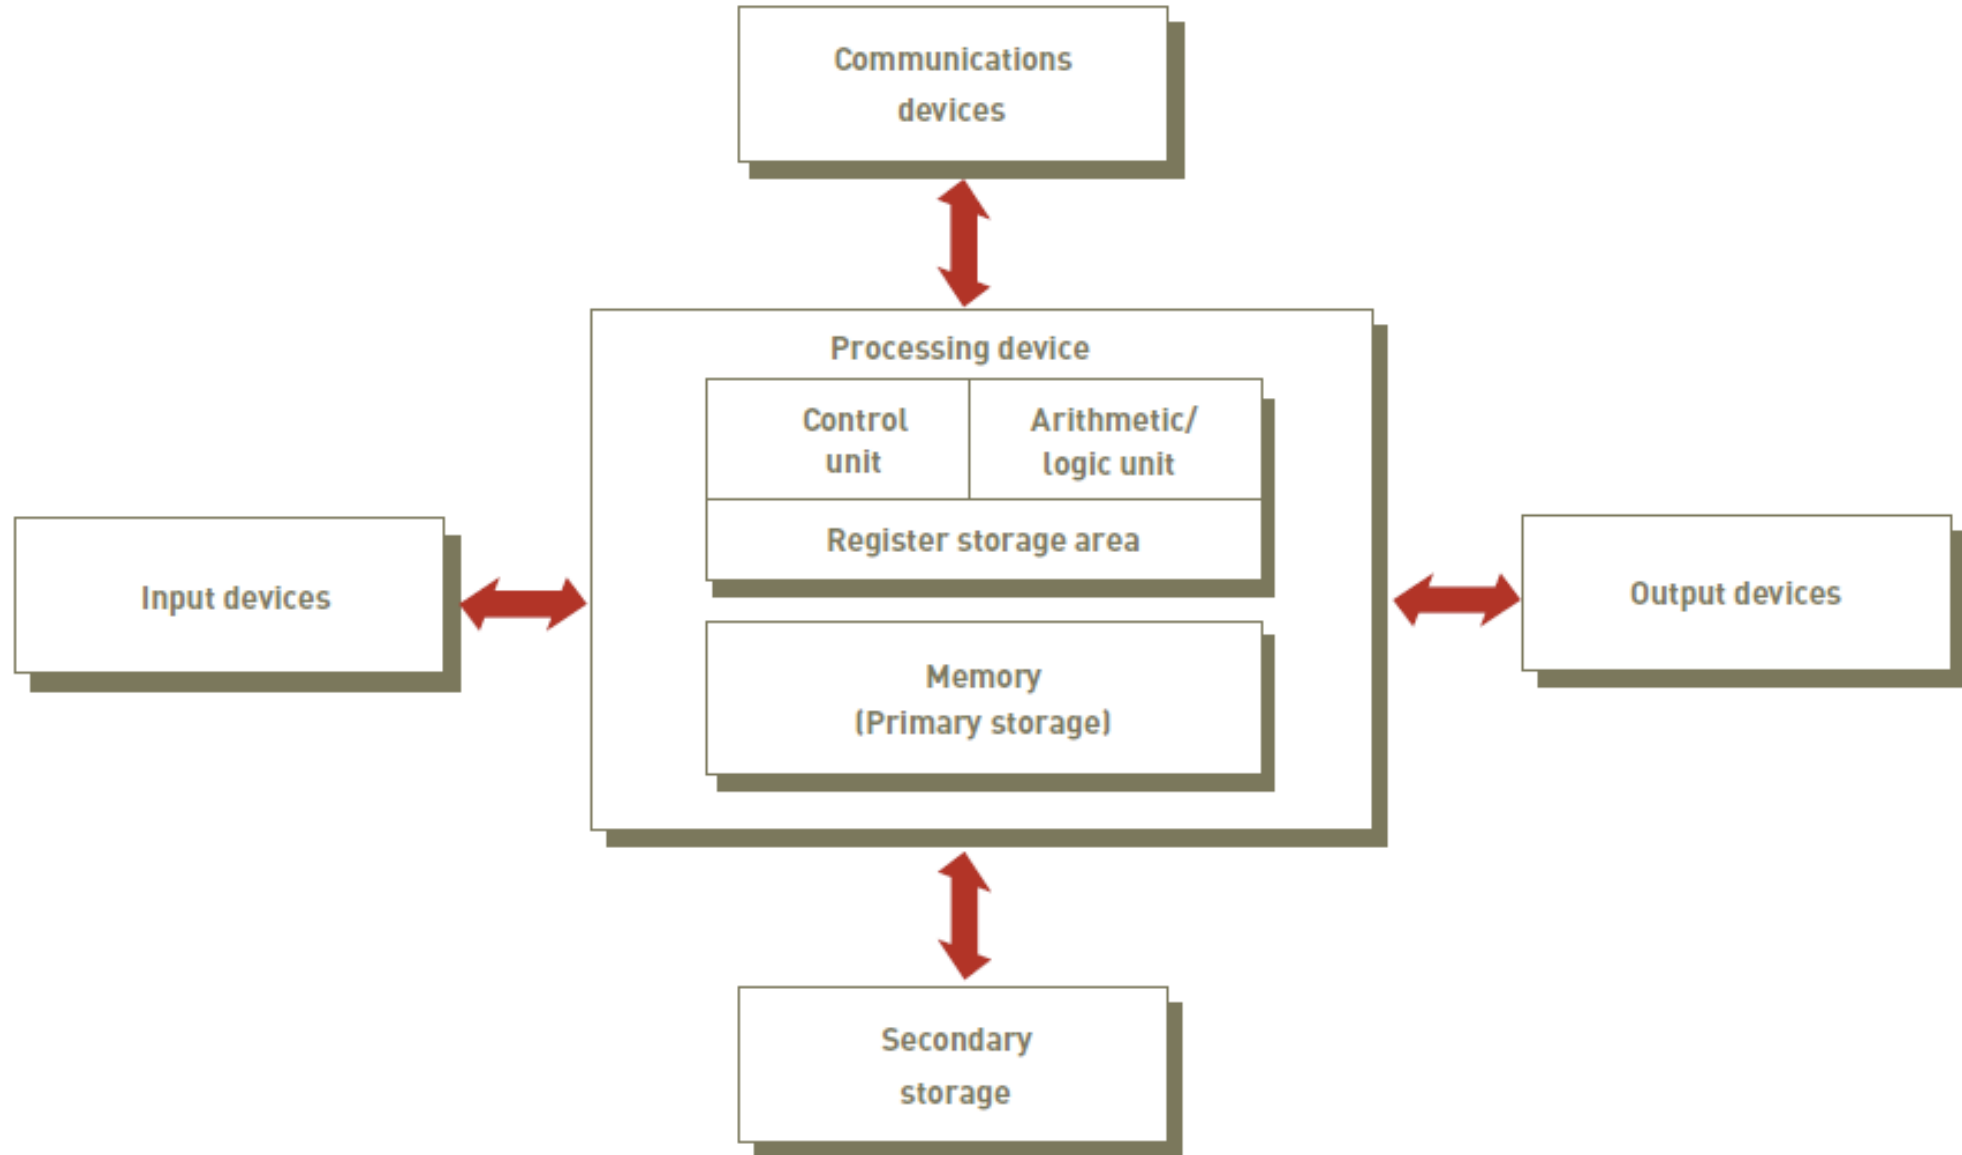 Communications
devices
Processing device
Control
unit
Arithmetic/
logic unit
Register storage area
Input devices
Output devices
Memory
(Primary storage)
Secondary
storage